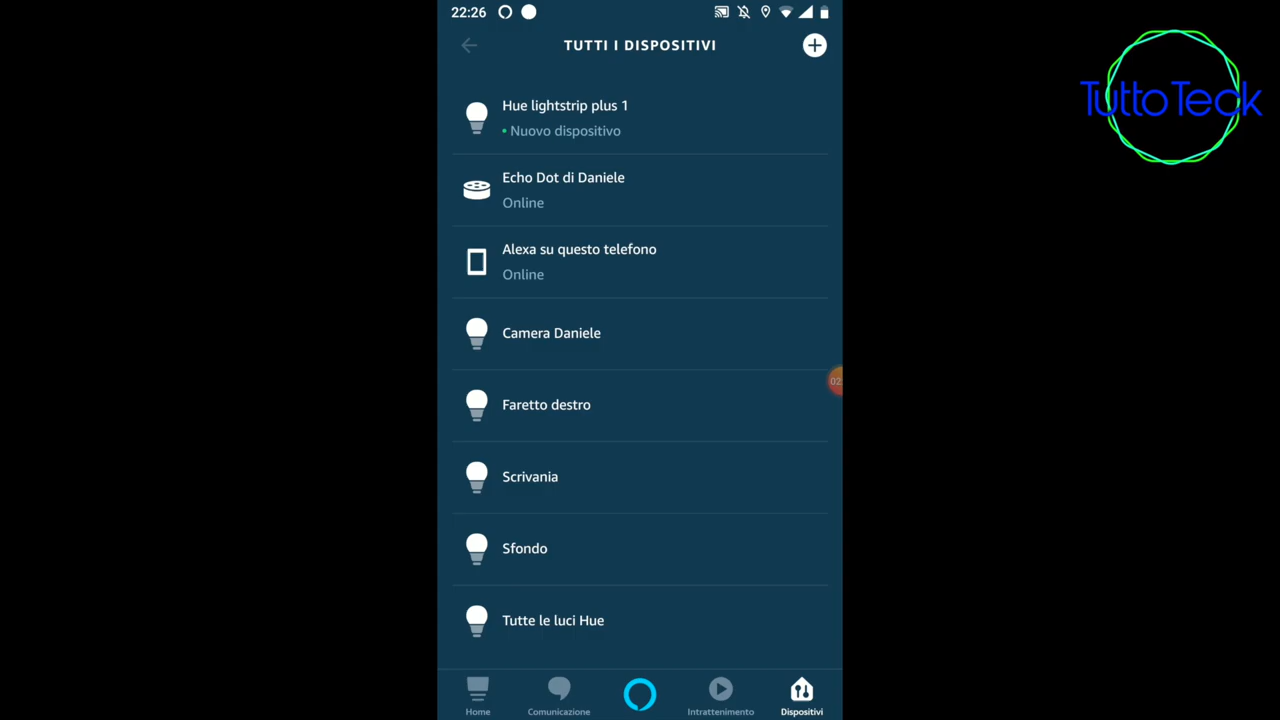 22:26
TUTTI I DISPOSITIVI
TuttoTeck
Hue lightstrip plus 1
• Nuovo dispositivo
Echo Dot di Daniele
Online
Alexa su questo telefono
Online
Camera Daniele
02
Faretto destro
Scrivania
Sfondo
Tutte le luci Hue
Home
Comunicazione
Intrattenimento
Dispositivi